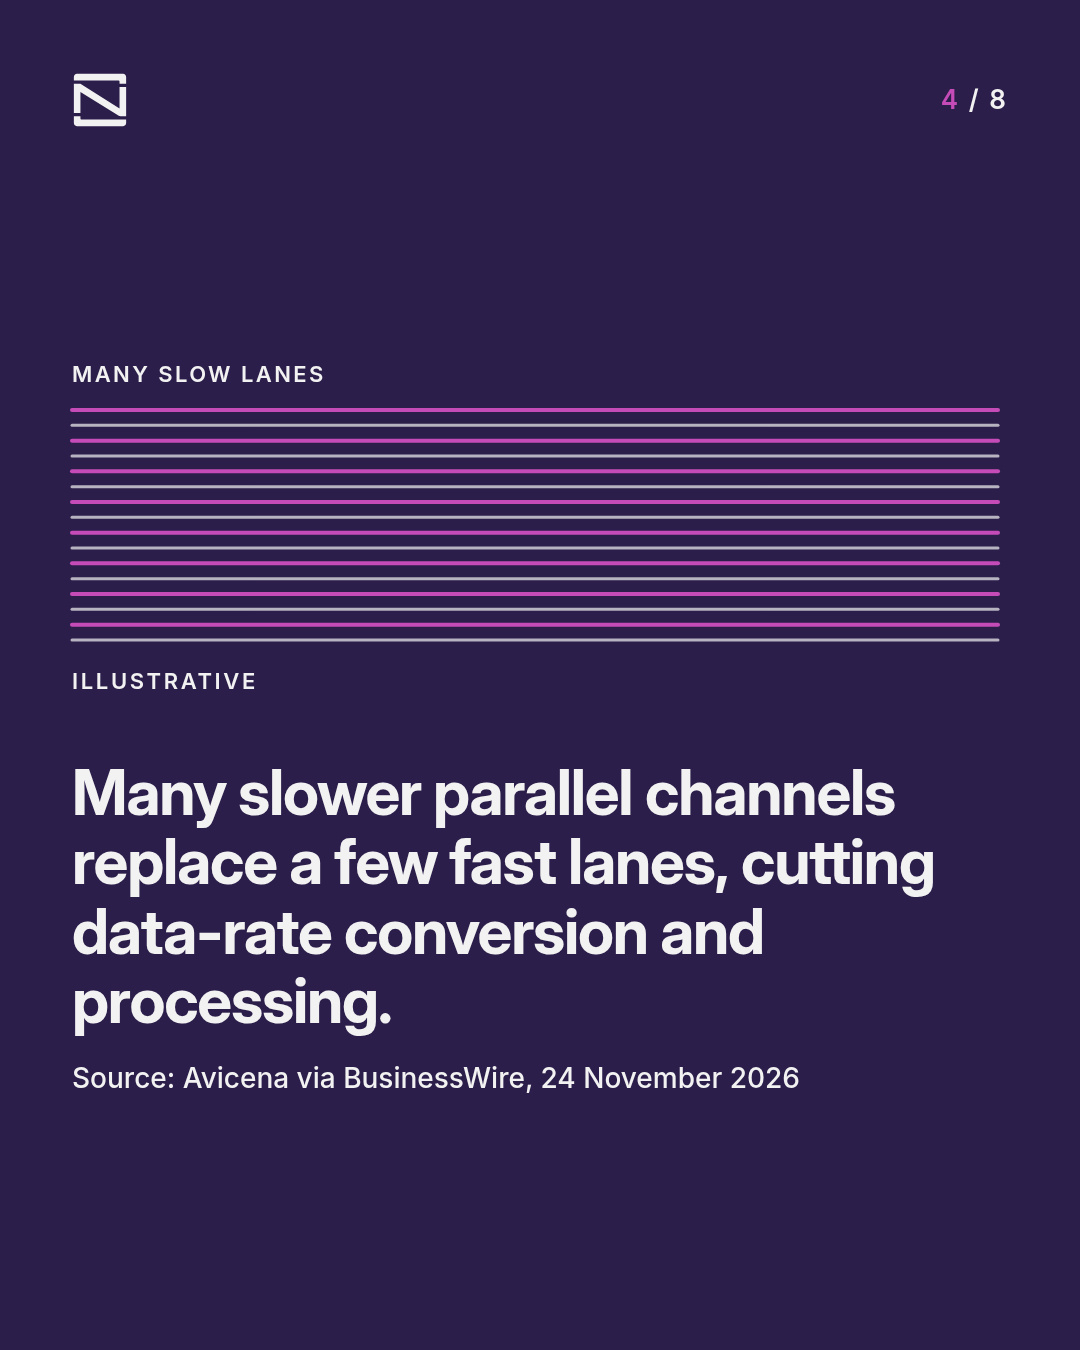 4 / 8
MANY SLOW LANES
ILLUSTRATIVE
Many slower parallel channels
replace a few fast lanes, cutting
data-rate conversion and
processing.
Source: Avicena via BusinessWire, 24 November 2026